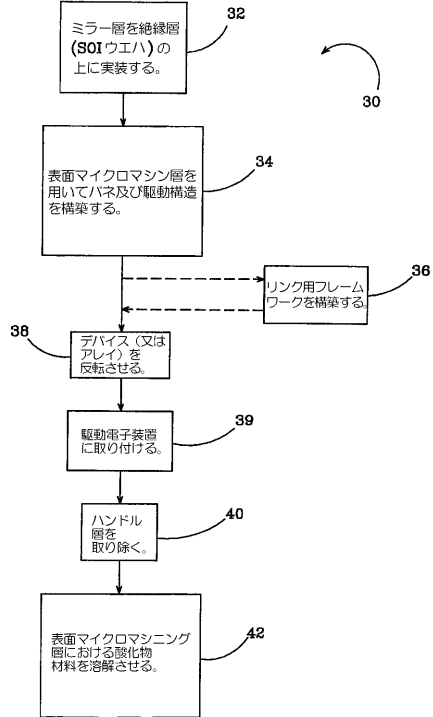 32
ミラー層を絶縁層
(SOIウエハ)の
上に実装する。
30
34
表面マイクロマシン層を
用いてバネ及び駆動構造
を構築する。
36
リンク用フレーム
ワークを構築する。
38
デバイス（又は
アレイ）を
反転させる。
39
駆動電子装置
に取り付ける。
40
ハンドル
層を
取り除く。
42
表面マイクロマシニング
層における酸化物
材料を溶解させる。